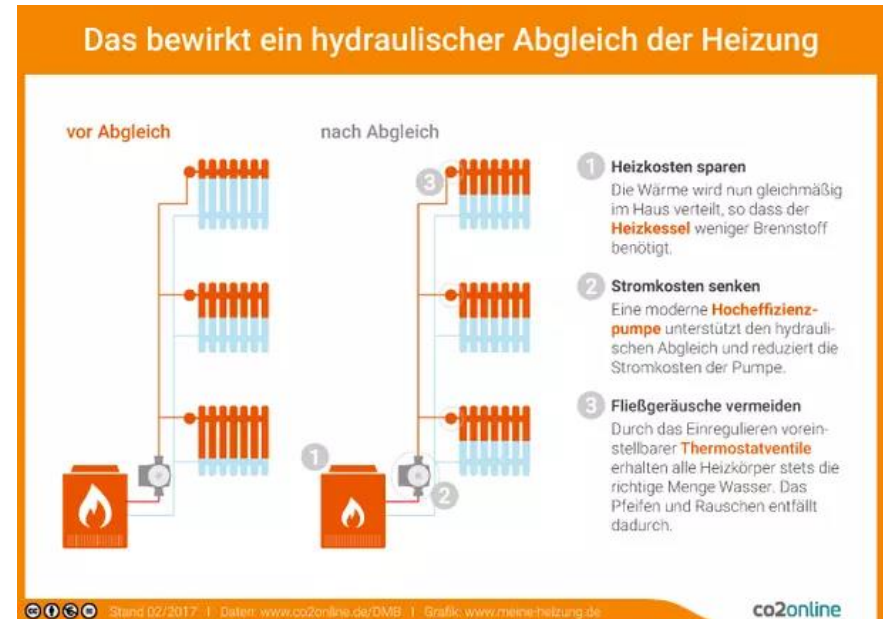 Das bewirkt ein hydraulischer Abgleich der Heizung
vor Abgleich
nach Abgleich
1 Heizkosten sparen
Die Wärme wird nun gleichmäßig
im Haus verteilt, so dass der
Heizkessel weniger Brennstoff
benötigt.
2 Stromkosten senken
Eine moderne Hocheffizienz-
pumpe unterstützt den hydrauli-
schen Abgleich und reduziert die
Stromkosten der Pumpe.
3 Fließgeräusche vermeiden
Durch das Einregulieren vorein-
stellbarer Thermostatventile
erhalten alle Heizkörper stets die
richtige Menge Wasser. Das
Pfeifen und Rauschen entfällt
dadurch.
3
1
2
cc
Stand 02/2017 I Daten: www.co2online.de/DMB I Grafik: www.meine-heizung.de
co2online